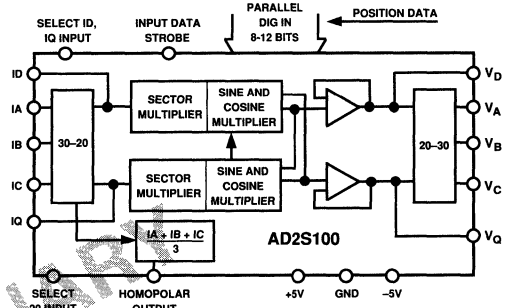 SELECT ID,
IQ INPUT
INPUT DATA
STROBE
PARALLEL
DIG IN
8-12 BITS
POSITION DATA
ID
IA
IB
IC
IQ
30–20
SECTOR
MULTIPLIER
SINE AND
COSINE
MULTIPLIER
SECTOR
MULTIPLIER
SINE AND
COSINE
MULTIPLIER
IA + IB + IC
3
AD2S100
20–30
VD
VA
VB
VC
VQ
SELECT
HOMOPOLAR
OUTPUT
+5V
GND
–5V